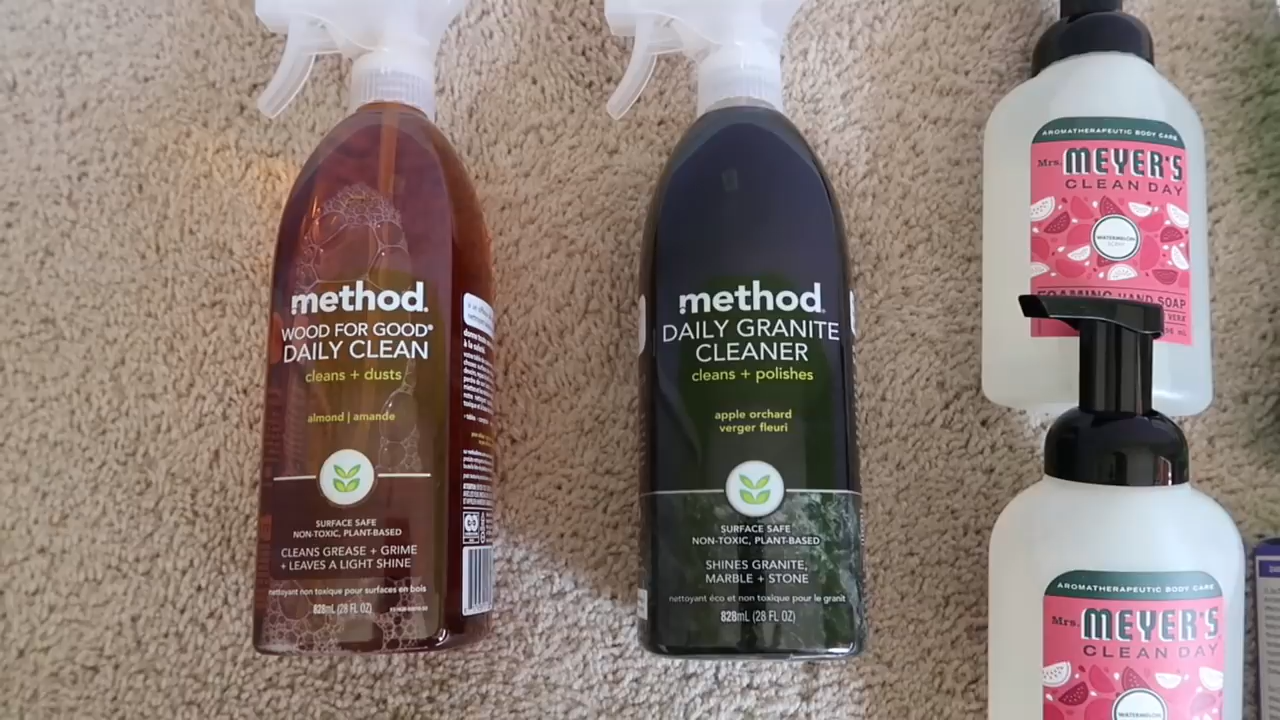 method.
WOOD FOR GOOD®
DAILY CLEAN
cleans + dusts
almond | amande
SURFACE SAFE
NON-TOXIC, PLANT-BASED
CLEANS GREASE + GRIME
+ LEAVES A LIGHT SHINE
nettoyant non toxique pour surfaces en bois
828mL (28 FL OZ)
method.
DAILY GRANITE
CLEANER
cleans + polishes
apple orchard
verger fleuri
SURFACE SAFE
NON-TOXIC, PLANT-BASED
SHINES GRANITE,
MARBLE + STONE
nettoyant éco et non toxique pour le granit
828mL (28 FL OZ)
AROMATHERAPEUTIC BODY CARE
Mrs. MEYER'S
CLEAN DAY
WATERMELON
SCENT
FOAMING HAND SOAP
AROMATHERAPEUTIC BODY CARE
Mrs. MEYER'S
CLEAN DAY
WATERMELON